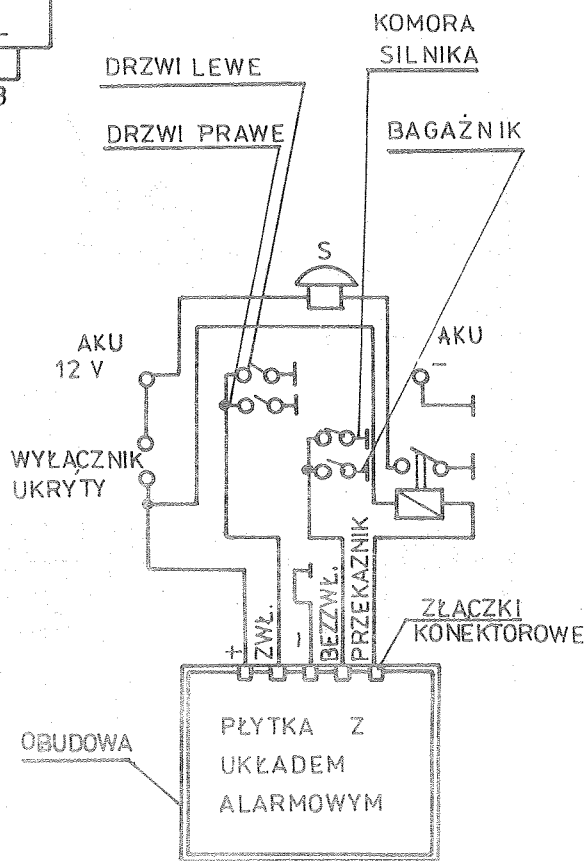 B
DRZWI LEWE
DRZWI PRAWE
KOMORA
SILNIKA
BAGAŻNIK
S
AKU
12 V
AKU
-
WYŁĄCZNIK
UKRYTY
+
ZWŁ.
-
BEZZWŁ.
PRZEKAŹNIK
ZŁĄCZKI
KONEKTOROWE
OBUDOWA
PŁYTKA Z
UKŁADEM
ALARMOWYM